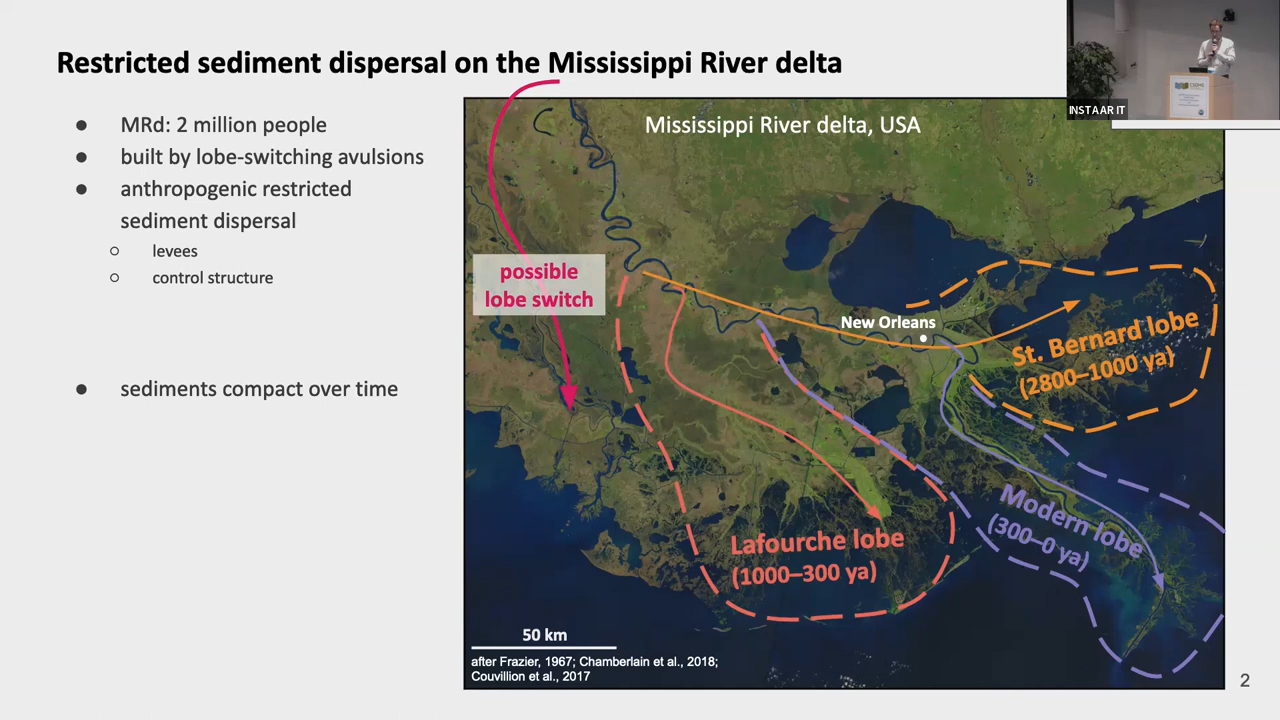 Restricted sediment dispersal on the Mississippi River delta
● MRd: 2 million people
● built by lobe-switching avulsions
● anthropogenic restricted
sediment dispersal
○ levees
○ control structure
● sediments compact over time
Mississippi River delta, USA
possible
lobe switch
New Orleans
St. Bernard lobe
(2800–1000 ya)
Modern lobe
(300–0 ya)
Lafourche lobe
(1000–300 ya)
50 km
after Frazier, 1967; Chamberlain et al., 2018;
Couvillion et al., 2017
INSTAAR IT
2